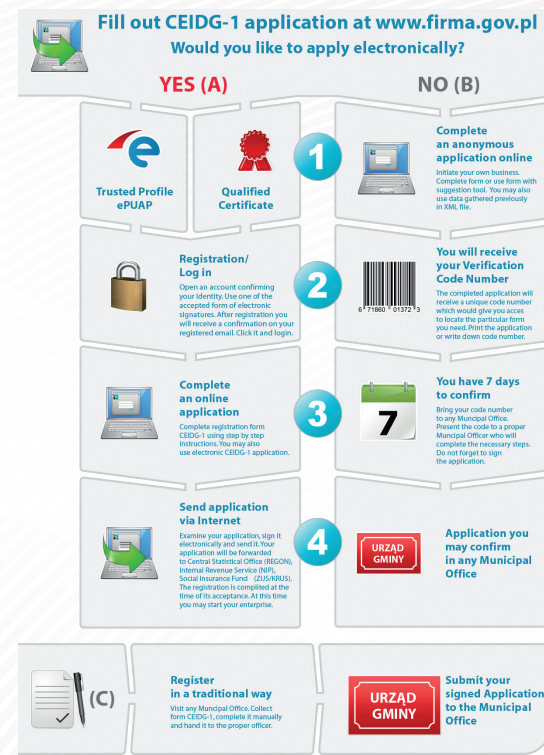 Fill out CEIDG-1 application at www.firma.gov.pl
Would you like to apply electronically?
YES (A)
Trusted Profile
ePUAP
Qualified
Certificate
1
Registration/
Log in
Open an account confirming
your identity. Use one of the
accepted form of electronic
signatures. After registration you
will receive a confirmation on your
registered email. Click it and login.
2
Complete
an online
application
Complete registration form
CEIDG-1 using step by step
instructions. You may also
use electronic CEIDG-1 application.
3
Send application
via Internet
Examine your application, sign it
electronically and send it. Your
application will be forwarded
to Central Statistical Office (REGON),
Internal Revenue Service (NIP),
Social Insurance Fund (ZUS/KRUS).
The registration is complited at the
time of its acceptance. At this time
you may start your enterprise.
4
NO (B)
Complete
an anonymous
application online
Initiate your own business.
Complete form or use form with
suggestion tool. You may also
use data gathered previously
in XML file.
6 71860 01372 3
You will receive
your Verification
Code Number
The completed application will
receive a unique code number
which would give you acces
to locate the particular form
you need. Print the application
or write down code number.
7
You have 7 days
to confirm
Bring your code number
to any Muncipal Office.
Present the code to a proper
Muncipal Officer who will
complete the necessary steps.
Do not forget to sign
the application.
URZĄD
GMINY
Application you
may confirm
in any Municipal
Office
(C)
Register
in a traditional way
Visit any Muncipal Office. Collect
form CEIDG-1, complete it manually
and hand it to the proper officer.
URZĄD
GMINY
Submit your
signed Application
to the Municipal
Office